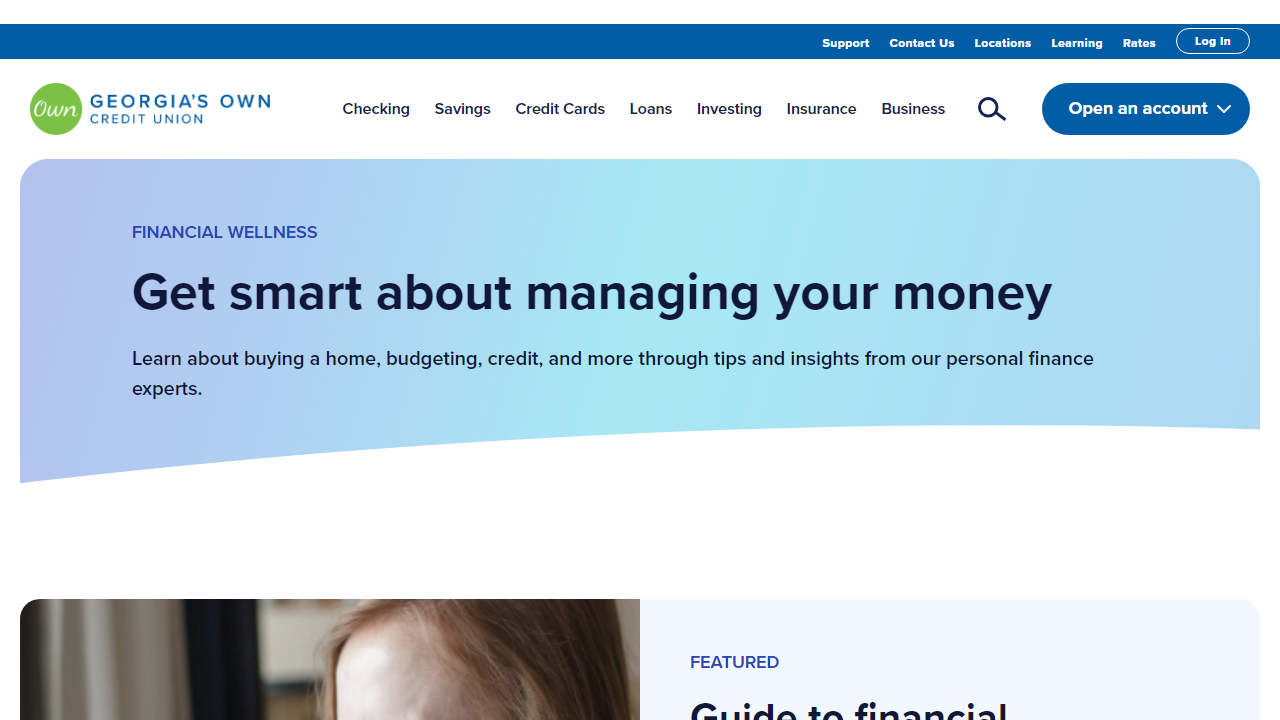 Support Contact Us Locations Learning Rates Log In
Own GEORGIA'S OWN
CREDIT UNION
Checking Savings Credit Cards Loans Investing Insurance Business Open an account
FINANCIAL WELLNESS
Get smart about managing your money
Learn about buying a home, budgeting, credit, and more through tips and insights from our personal finance
experts.
FEATURED
Guide to financial